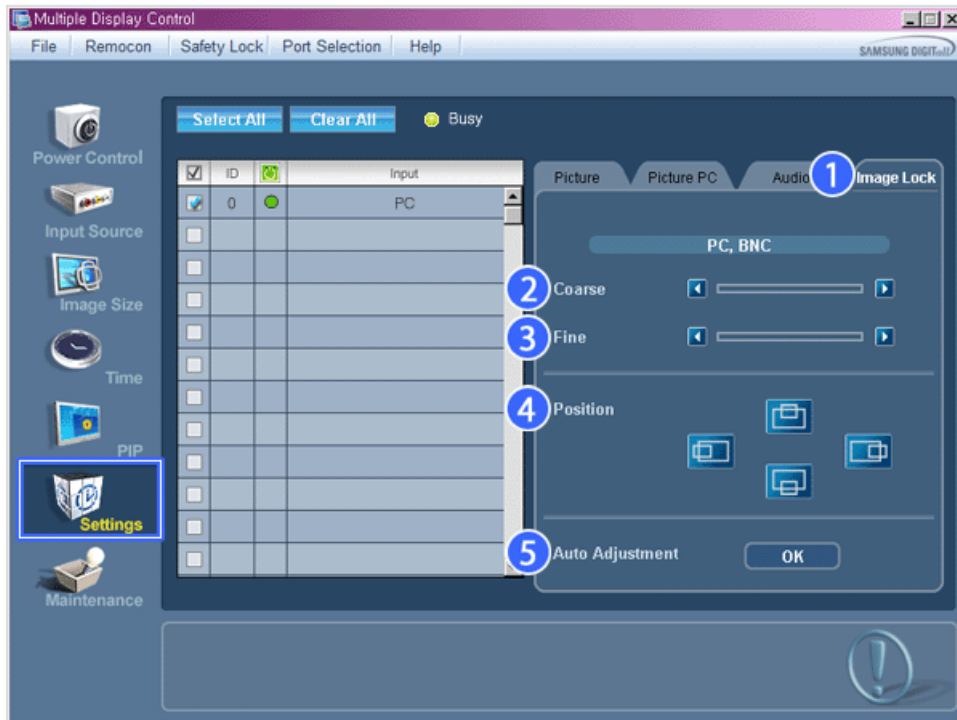 Multiple Display Control
File Remocon Safety Lock Port Selection Help
SAMSUNG DIGITall
Select All Clear All Busy
Power Control
Input Source
Image Size
Time
PIP
Settings
Maintenance
ID Input
0 PC
Picture Picture PC Audio 1 Image Lock
PC, BNC
2 Coarse
3 Fine
4 Position
5 Auto Adjustment OK